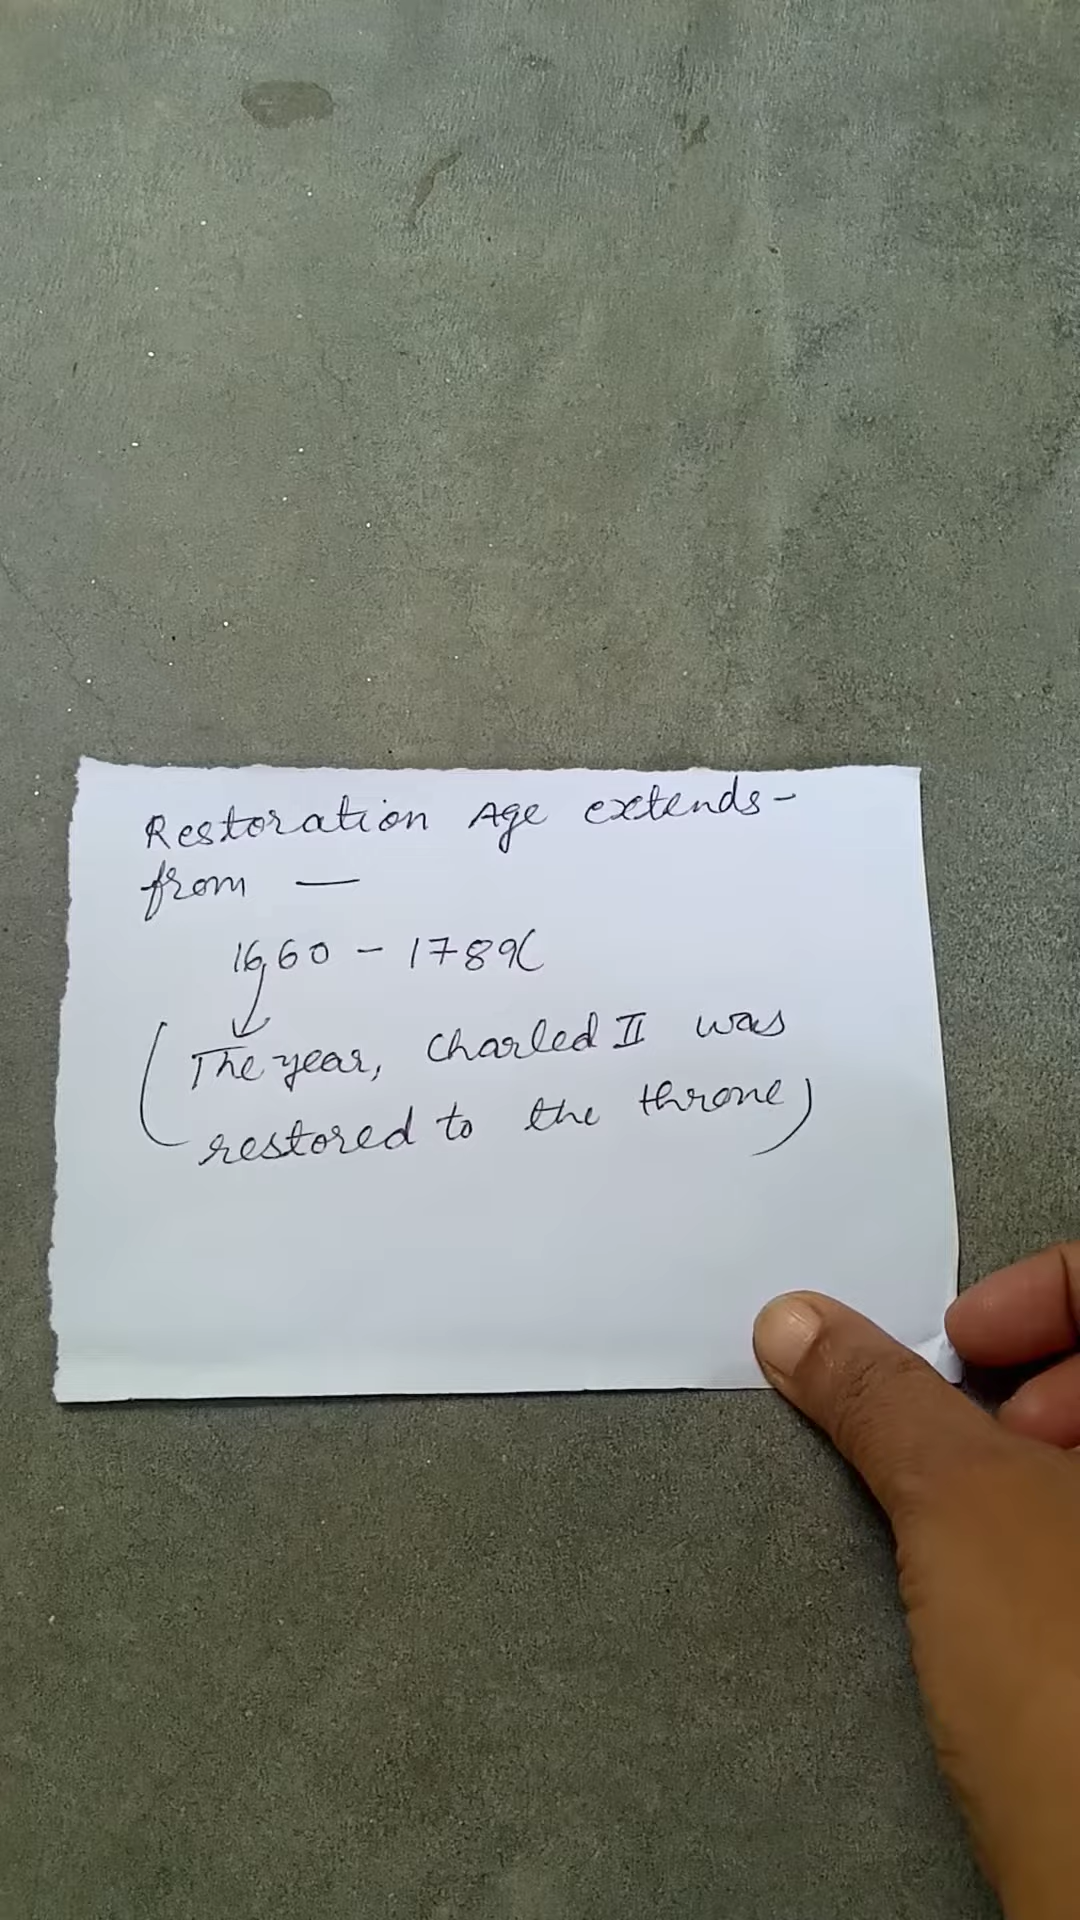 Restoration Age extends-
from —
1660 - 1789(
(The year, Charled II was
restored to the throne)